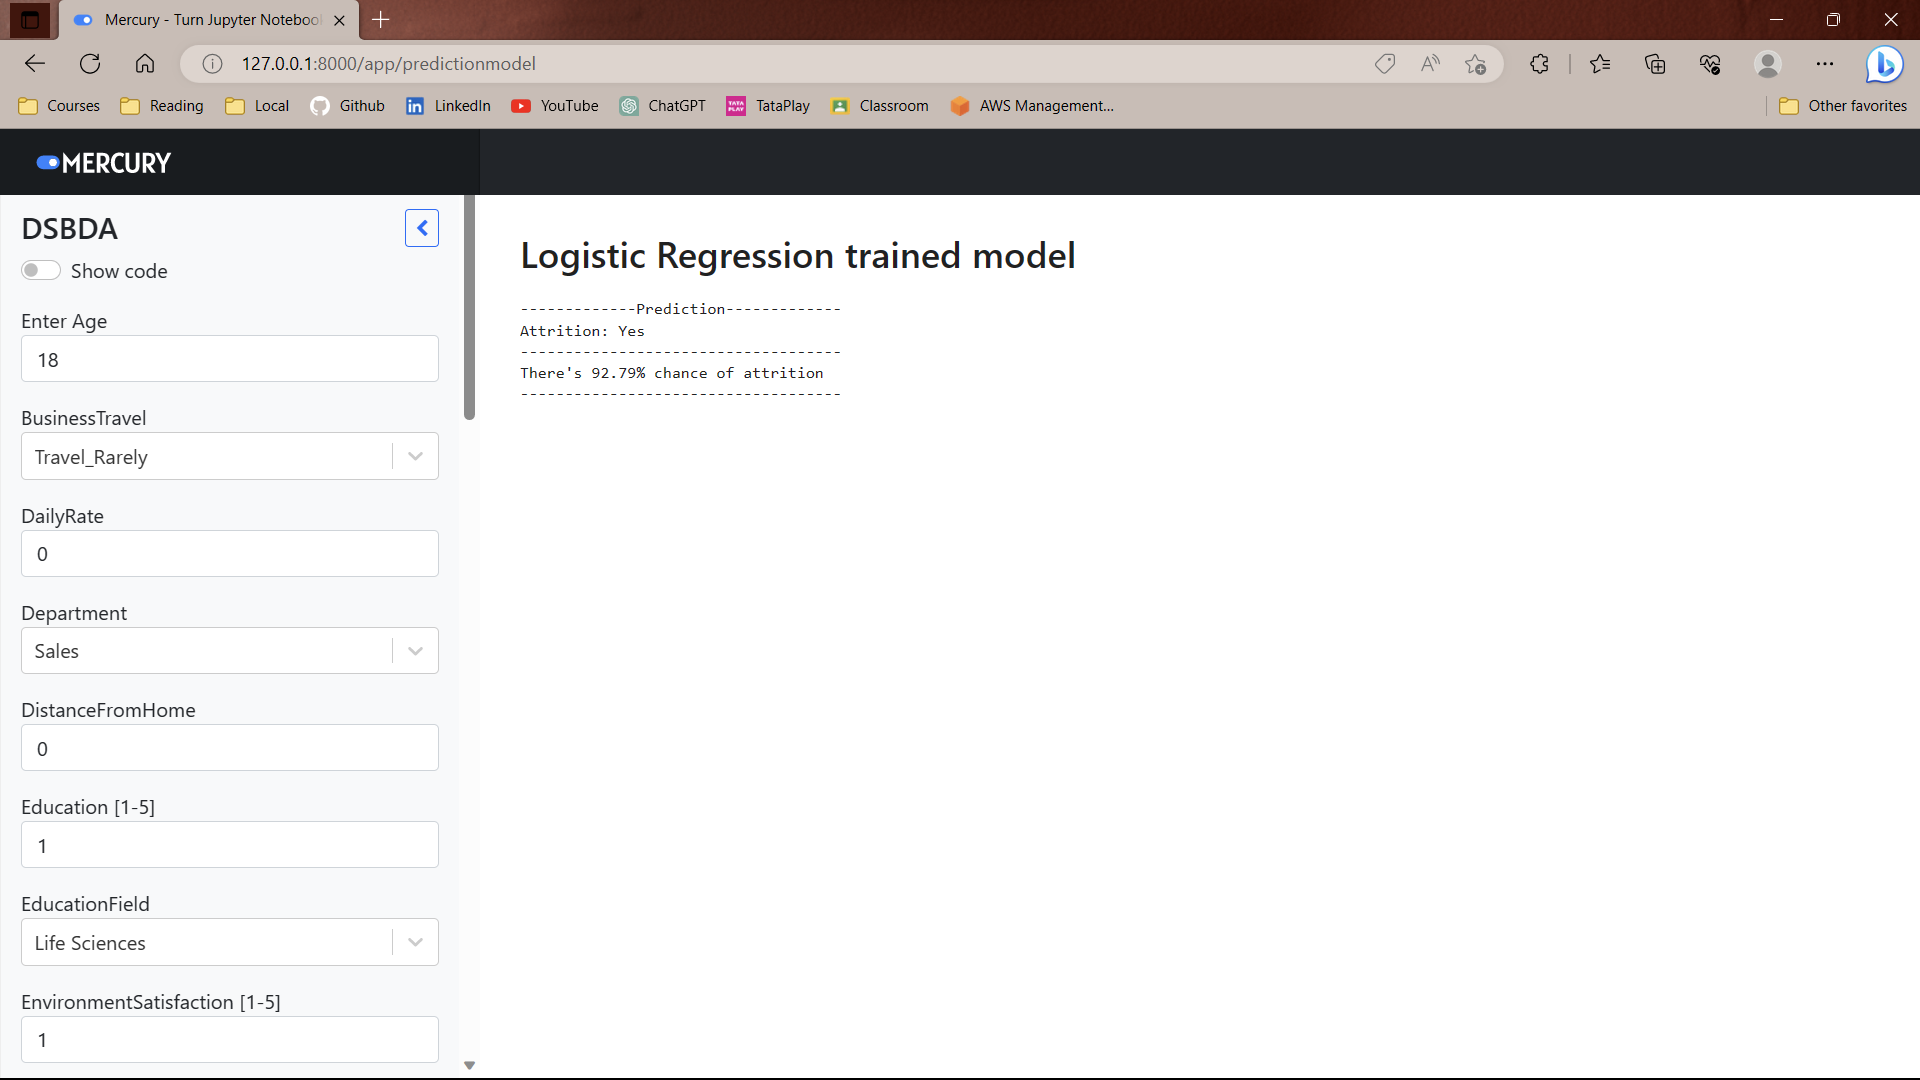 Mercury - Turn Jupyter Noteboo
127.0.0.1:8000/app/predictionmodel
Courses Reading Local Github LinkedIn YouTube ChatGPT TATA PLAY TataPlay Classroom AWS Management... Other favorites
MERCURY
DSBDA
Show code
Enter Age
18
BusinessTravel
Travel_Rarely
DailyRate
0
Department
Sales
DistanceFromHome
0
Education [1-5]
1
EducationField
Life Sciences
EnvironmentSatisfaction [1-5]
1
Logistic Regression trained model
-------------Prediction-------------
Attrition: Yes
------------------------------------
There's 92.79% chance of attrition
------------------------------------